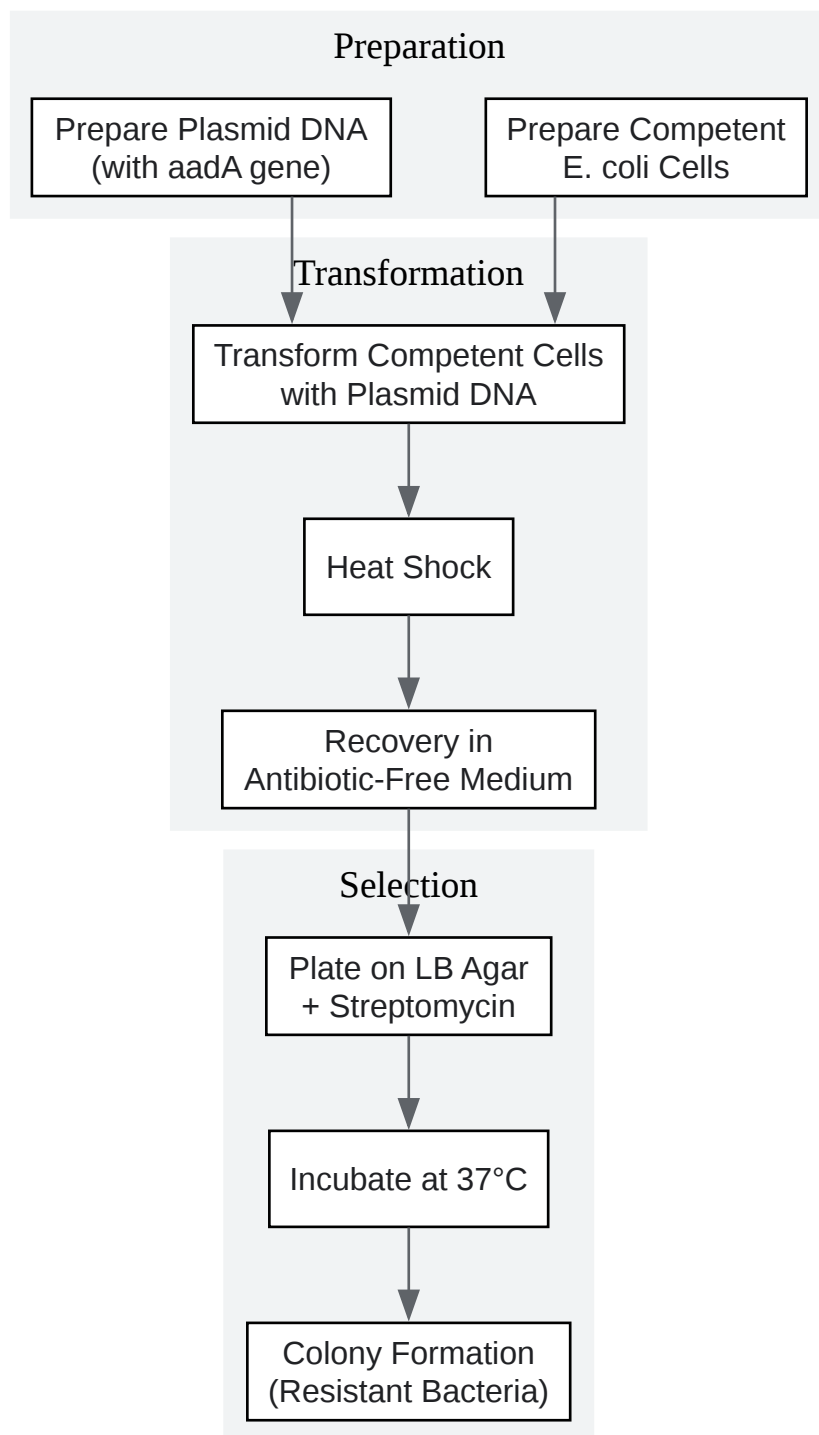 Preparation
Prepare Plasmid DNA
(with aadA gene)
Prepare Competent
E. coli Cells
Transformation
Transform Competent Cells
with Plasmid DNA
Heat Shock
Recovery in
Antibiotic-Free Medium
Selection
Plate on LB Agar
+ Streptomycin
Incubate at 37°C
Colony Formation
(Resistant Bacteria)